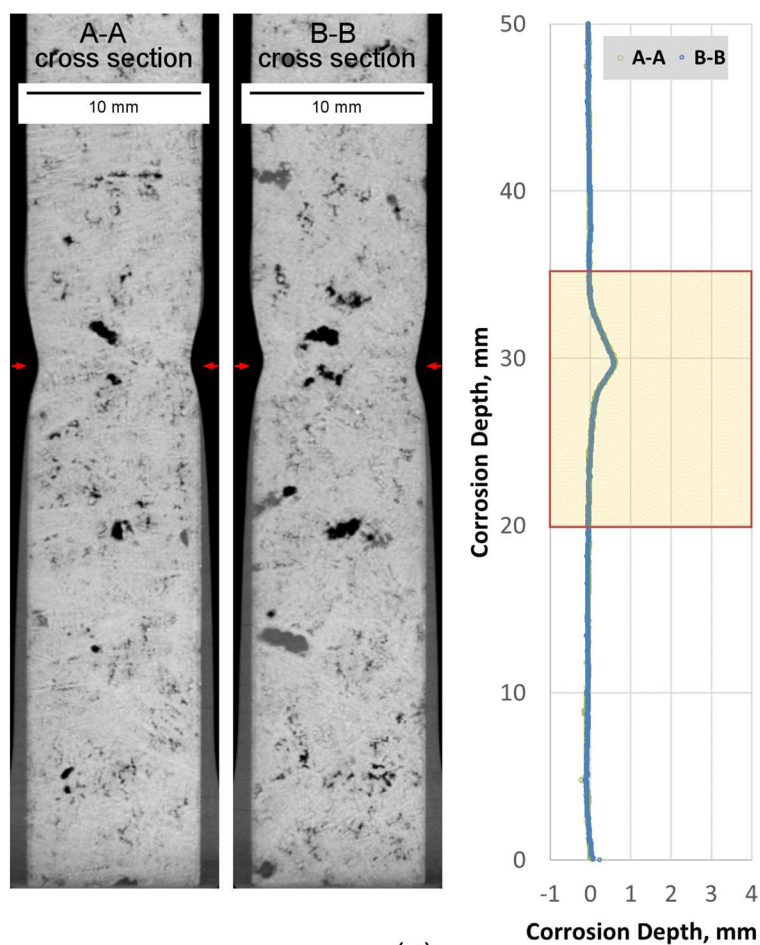 A-A
cross section
10 mm
B-B
cross section
10 mm
A-A B-B
50
40
30
20
10
0
-1 0 1 2 3 4
Corrosion Depth, mm
Corrosion Depth, mm